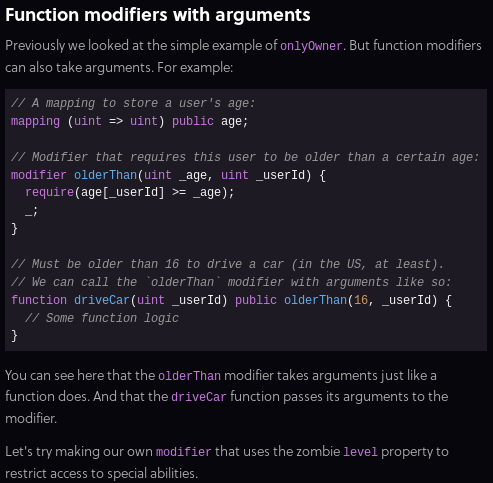 Function modifiers with arguments
Previously we looked at the simple example of onlyOwner. But function modifiers
can also take arguments. For example:
// A mapping to store a user's age:
mapping (uint => uint) public age;
// Modifier that requires this user to be older than a certain age:
modifier olderThan(uint _age, uint _userId) {
  require(age[_userId] >= _age);
  _;
}
// Must be older than 16 to drive a car (in the US, at least).
// We can call the `olderThan` modifier with arguments like so:
function driveCar(uint _userId) public olderThan(16, _userId) {
  // Some function logic
}
You can see here that the olderThan modifier takes arguments just like a
function does. And that the driveCar function passes its arguments to the
modifier.
Let's try making our own modifier that uses the zombie level property to
restrict access to special abilities.